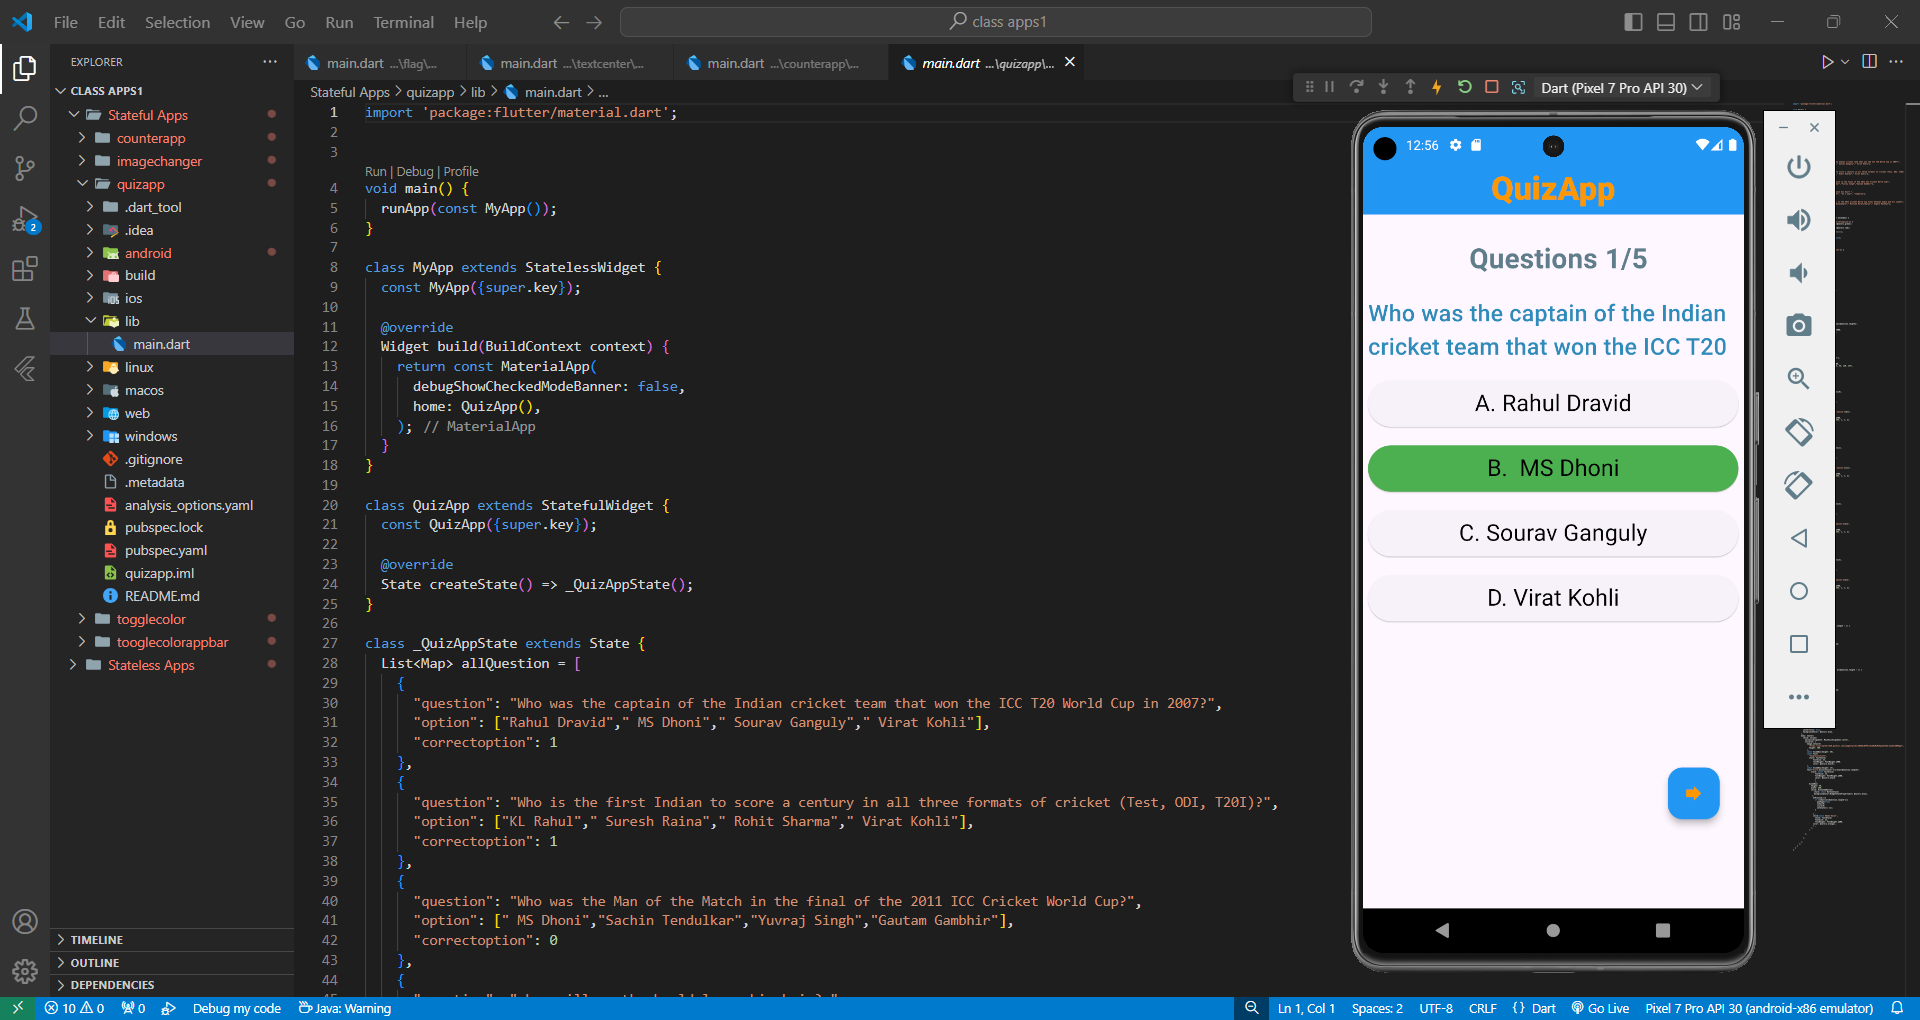 File Edit Selection View Go Run Terminal Help
class apps1
EXPLORER
CLASS APPS1
Stateful Apps
counterapp
imagechanger
quizapp
.dart_tool
.idea
android
build
ios
lib
main.dart
linux
macos
web
windows
.gitignore
.metadata
analysis_options.yaml
pubspec.lock
pubspec.yaml
quizapp.iml
README.md
togglecolor
tooglecolorappbar
Stateless Apps
TIMELINE
OUTLINE
DEPENDENCIES
2
main.dart ...\flag\...
main.dart ...\textcenter\...
main.dart ...\counterapp\...
main.dart ...\quizapp\...
Stateful Apps > quizapp > lib > main.dart > ...
Dart (Pixel 7 Pro API 30)
1 import 'package:flutter/material.dart';
2
3
Run | Debug | Profile
4 void main() {
5 runApp(const MyApp());
6 }
7
8 class MyApp extends StatelessWidget {
9 const MyApp({super.key});
10
11 @override
12 Widget build(BuildContext context) {
13 return const MaterialApp(
14 debugShowCheckedModeBanner: false,
15 home: QuizApp(),
16 ); // MaterialApp
17 }
18 }
19
20 class QuizApp extends StatefulWidget {
21 const QuizApp({super.key});
22
23 @override
24 State createState() => _QuizAppState();
25 }
26
27 class _QuizAppState extends State {
28 List<Map> allQuestion = [
29 {
30 "question": "Who was the captain of the Indian cricket team that won the ICC T20 World Cup in 2007?",
31 "option": ["Rahul Dravid"," MS Dhoni"," Sourav Ganguly"," Virat Kohli"],
32 "correctoption": 1
33 },
34 {
35 "question": "Who is the first Indian to score a century in all three formats of cricket (Test, ODI, T20I)?",
36 "option": ["KL Rahul"," Suresh Raina"," Rohit Sharma"," Virat Kohli"],
37 "correctoption": 1
38 },
39 {
40 "question": "Who was the Man of the Match in the final of the 2011 ICC Cricket World Cup?",
41 "option": [" MS Dhoni","Sachin Tendulkar","Yuvraj Singh","Gautam Gambhir"],
42 "correctoption": 0
43 },
44 {
12:56
QuizApp
Questions 1/5
Who was the captain of the Indian
cricket team that won the ICC T20
A. Rahul Dravid
B.  MS Dhoni
C. Sourav Ganguly
D. Virat Kohli
10 0 0 Debug my code Java: Warning
Ln 1, Col 1 Spaces: 2 UTF-8 CRLF {} Dart Go Live Pixel 7 Pro API 30 (android-x86 emulator)